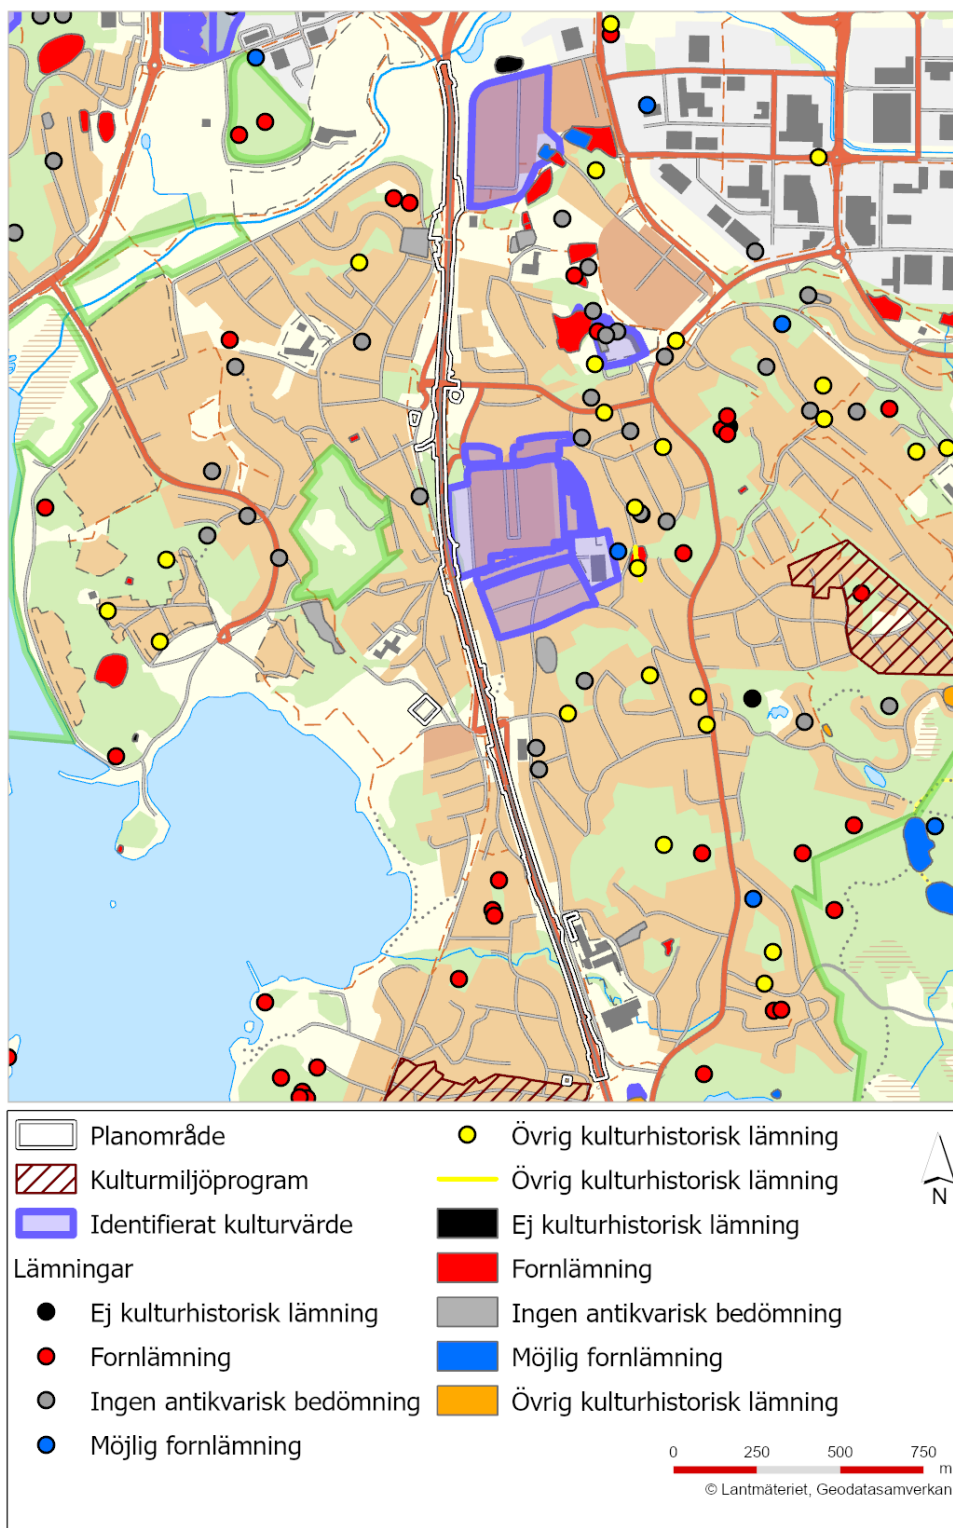 Planområde
Kulturmiljöprogram
Identifierat kulturvärde
Lämningar
Ej kulturhistorisk lämning
Fornlämning
Ingen antikvarisk bedömning
Möjlig fornlämning
Övrig kulturhistorisk lämning
Övrig kulturhistorisk lämning
Ej kulturhistorisk lämning
Fornlämning
Ingen antikvarisk bedömning
Möjlig fornlämning
Övrig kulturhistorisk lämning
N
0 250 500 750
m
© Lantmäteriet, Geodatasamverkan